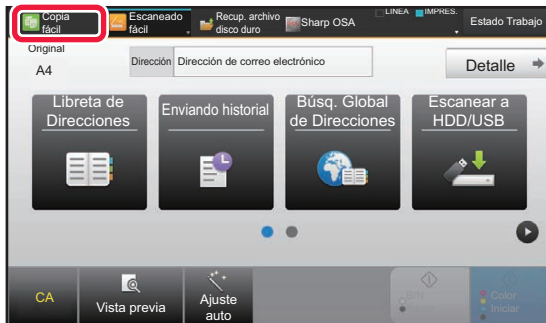 Copia
fácil
Escaneado
fácil
Recup. archivo
disco duro
Sharp OSA
LÍNEA
IMPRES.
Estado Trabajo
Original
A4
Dirección
Dirección de correo electrónico
Detalle
Libreta de
Direcciones
Enviando historial
Búsq. Global
de Direcciones
Escanear a
HDD/USB
CA
Vista previa
Ajuste
auto
B/N
Color
Iniciar